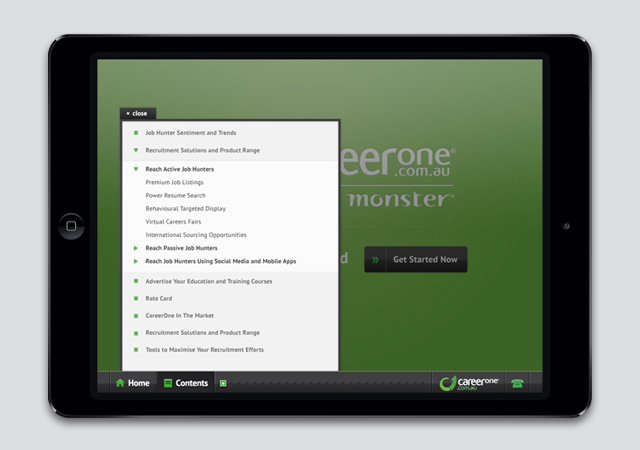 close
Job Hunter Sentiment and Trends
Recruitment Solutions and Product Range
Reach Active Job Hunters
Premium Job Listings
Power Resume Search
Behavioural Targeted Display
Virtual Careers Fairs
International Sourcing Opportunities
Reach Passive Job Hunters
Reach Job Hunters Using Social Media and Mobile Apps
Advertise Your Education and Training Courses
Rate Card
CareerOne In The Market
Recruitment Solutions and Product Range
Tools to Maximise Your Recruitment Efforts
eerone®
.com.au
monster®
d
» Get Started Now
Home
Contents
careerone®
.com.au